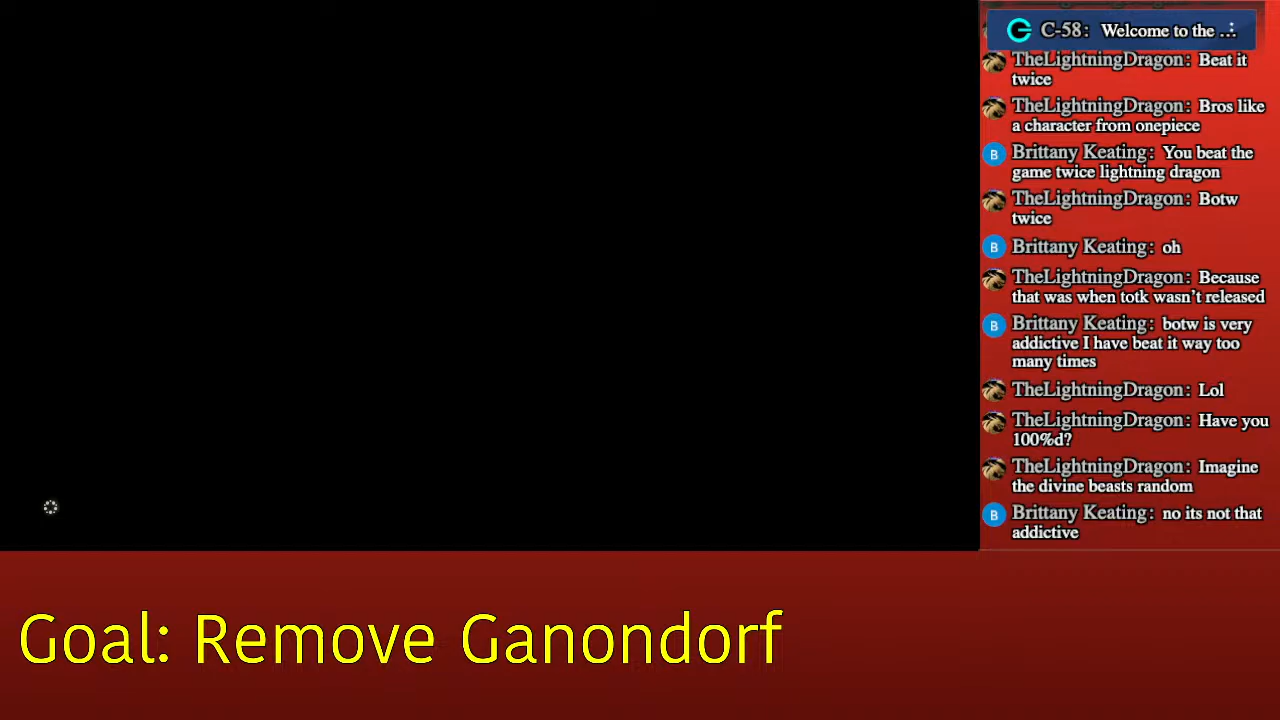 C-58: Welcome to the ...
TheLightningDragon: Beat it
twice
TheLightningDragon: Bros like
a character from onepiece
Brittany Keating: You beat the
game twice lightning dragon
TheLightningDragon: Botw
twice
Brittany Keating: oh
TheLightningDragon: Because
that was when totk wasn't released
Brittany Keating: botw is very
addictive I have beat it way too
many times
TheLightningDragon: Lol
TheLightningDragon: Have you
100%d?
TheLightningDragon: Imagine
the divine beasts random
Brittany Keating: no its not that
addictive
Goal: Remove Ganondorf